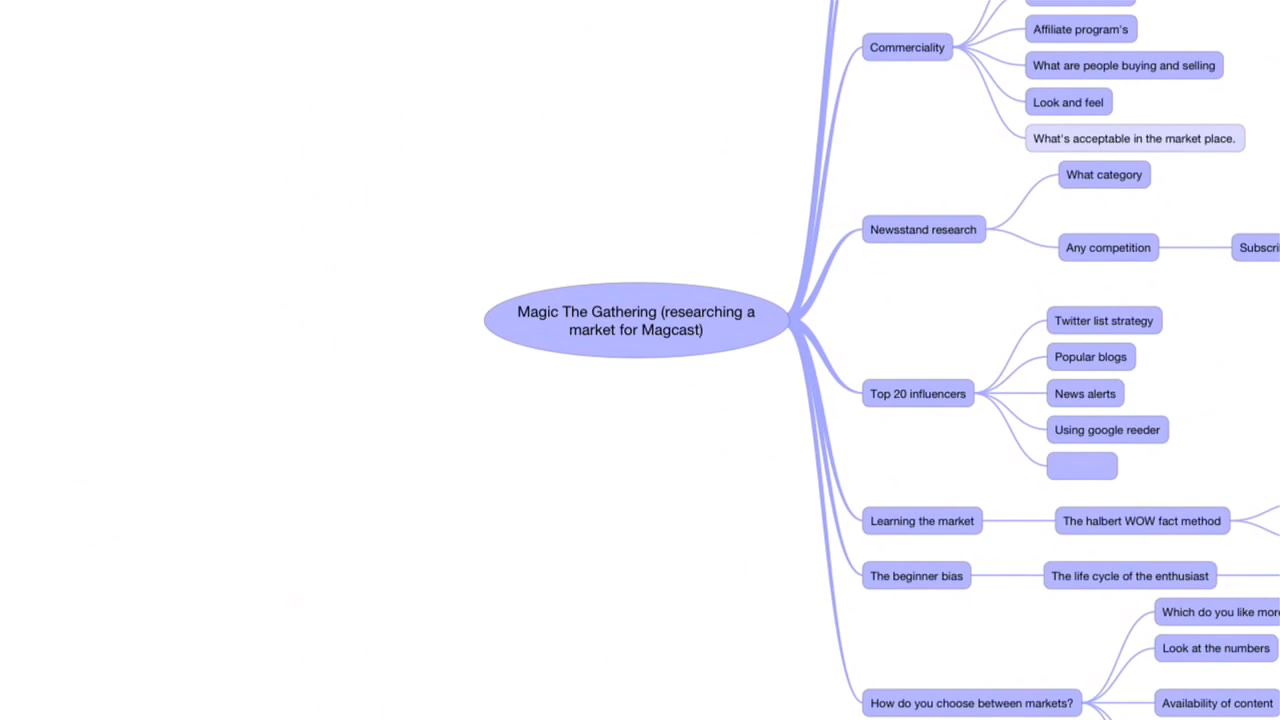 Commerciality
Affiliate program's
What are people buying and selling
Look and feel
What's acceptable in the market place.
Newsstand research
What category
Any competition
Magic The Gathering (researching a
market for Magcast)
Top 20 influencers
Twitter list strategy
Popular blogs
News alerts
Using google reeder
Learning the market
The halbert WOW fact method
The beginner bias
The life cycle of the enthusiast
How do you choose between markets?
Which do you like more
Look at the numbers
Availability of content